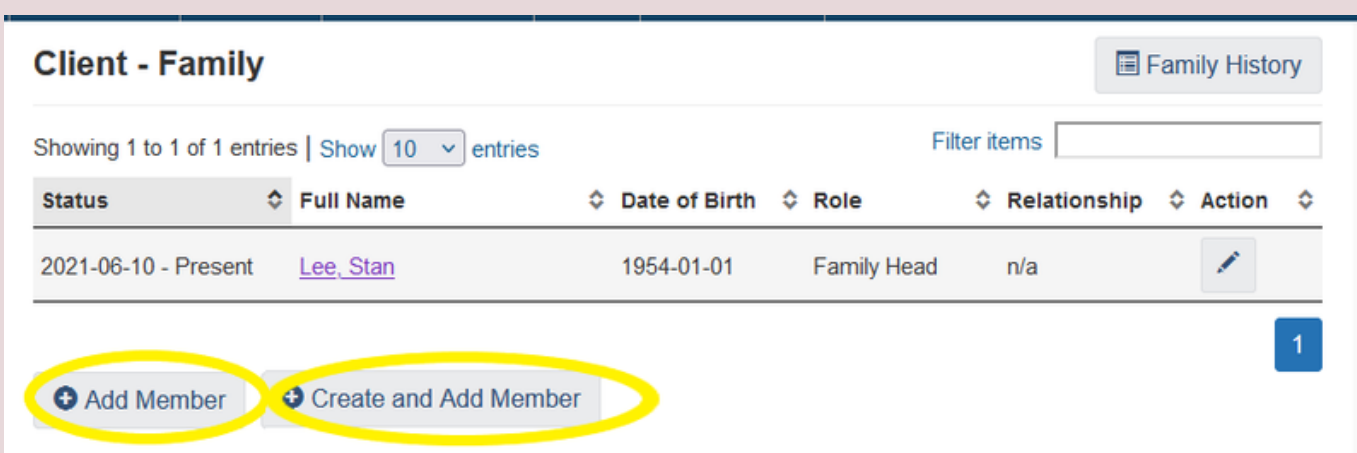 Client - Family
Family History
Showing 1 to 1 of 1 entries | Show 10 entries
Filter items
Status Full Name Date of Birth Role Relationship Action
2021-06-10 - Present Lee, Stan 1954-01-01 Family Head n/a
1
Add Member Create and Add Member